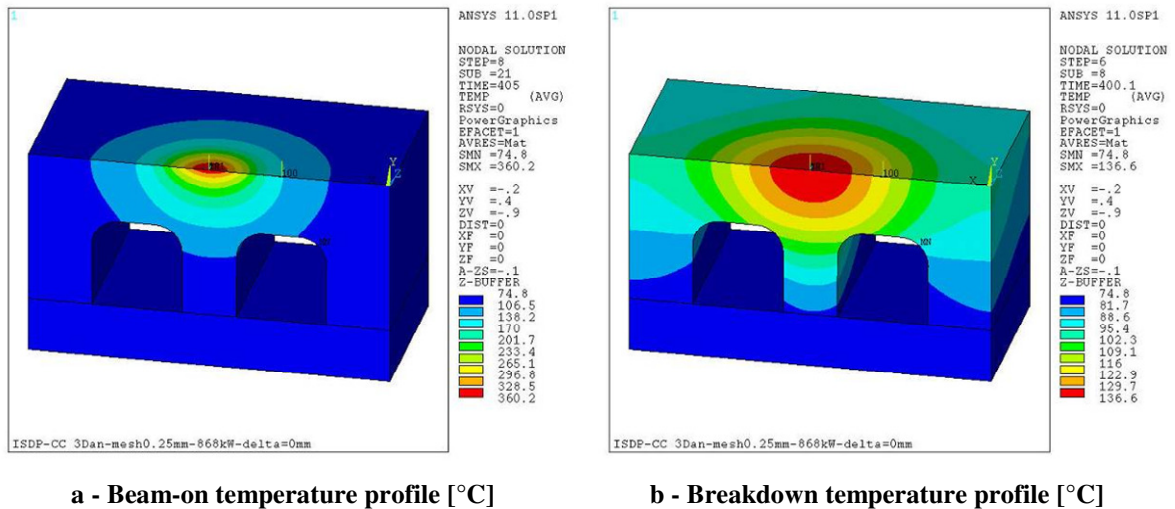 1
ANSYS 11.0SP1
NODAL SOLUTION
STEP=8
SUB =21
TIME=405
TEMP (AVG)
RSYS=0
PowerGraphics
EFACET=1
AVRES=Mat
SMN =74.8
SMX =360.2
XV =-.2
YV =.4
ZV =-.9
DIST=0
XF =0
YF =0
ZF =0
A-ZS=-.1
Z-BUFFER
74.8
106.5
138.2
170
201.7
233.4
265.1
296.8
328.5
360.2
100
Y
Z
MN
ISDP-CC 3Dan-mesh0.25mm-868kW-delta=0mm
a - Beam-on temperature profile [°C]
1
ANSYS 11.0SP1
NODAL SOLUTION
STEP=6
SUB =8
TIME=400.1
TEMP (AVG)
RSYS=0
PowerGraphics
EFACET=1
AVRES=Mat
SMN =74.8
SMX =136.6
XV =-.2
YV =.4
ZV =-.9
DIST=0
XF =0
YF =0
ZF =0
A-ZS=-.1
Z-BUFFER
74.8
81.7
88.6
95.4
102.3
109.1
116
122.9
129.7
136.6
100
Y
X
Z
MN
ISDP-CC 3Dan-mesh0.25mm-868kW-delta=0mm
b - Breakdown temperature profile [°C]